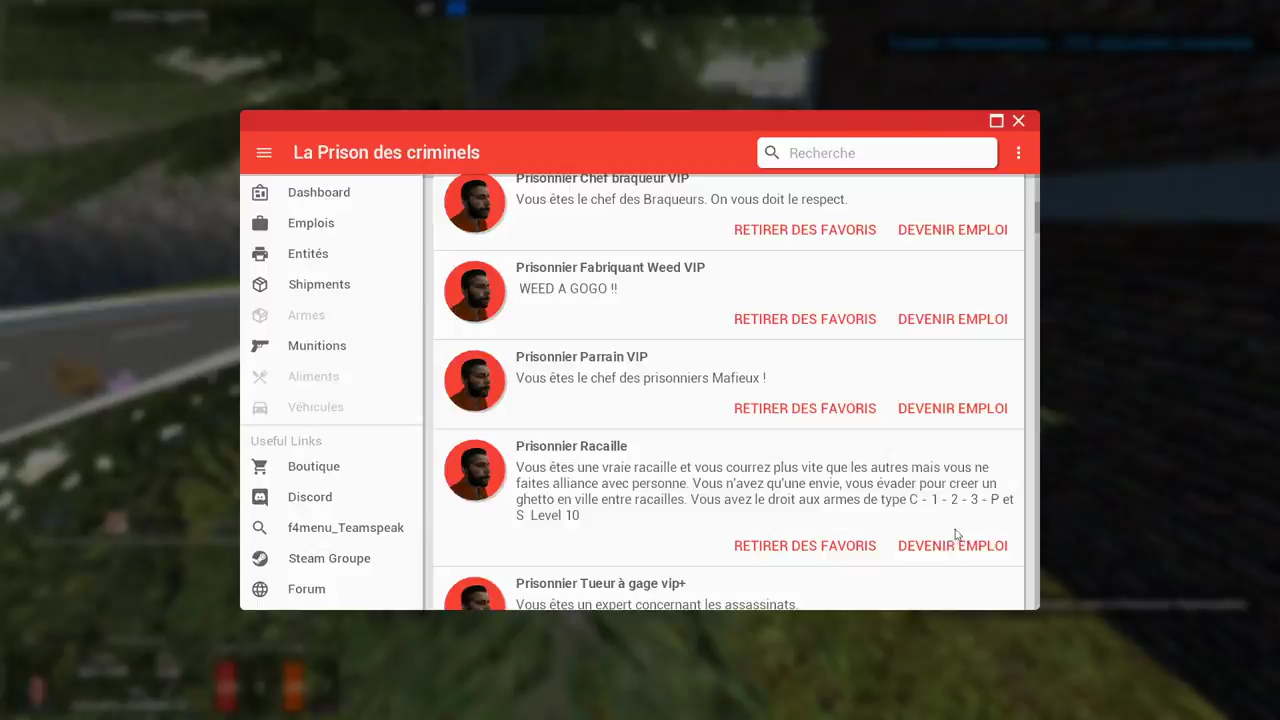 La Prison des criminels
Recherche
Dashboard
Emplois
Entités
Shipments
Armes
Munitions
Aliments
Véhicules
Useful Links
Boutique
Discord
f4menu_Teamspeak
Steam Groupe
Forum
Prisonnier Chef braqueur VIP
Vous êtes le chef des Braqueurs. On vous doit le respect.
RETIRER DES FAVORIS DEVENIR EMPLOI
Prisonnier Fabriquant Weed VIP
WEED A GOGO !!
RETIRER DES FAVORIS DEVENIR EMPLOI
Prisonnier Parrain VIP
Vous êtes le chef des prisonniers Mafieux !
RETIRER DES FAVORIS DEVENIR EMPLOI
Prisonnier Racaille
Vous êtes une vraie racaille et vous courrez plus vite que les autres mais vous ne
faites alliance avec personne. Vous n'avez qu'une envie, vous évader pour creer un
ghetto en ville entre racailles. Vous avez le droit aux armes de type C - 1 - 2 - 3 - P et
S Level 10
RETIRER DES FAVORIS DEVENIR EMPLOI
Prisonnier Tueur à gage vip+
Vous êtes un expert concernant les assassinats.